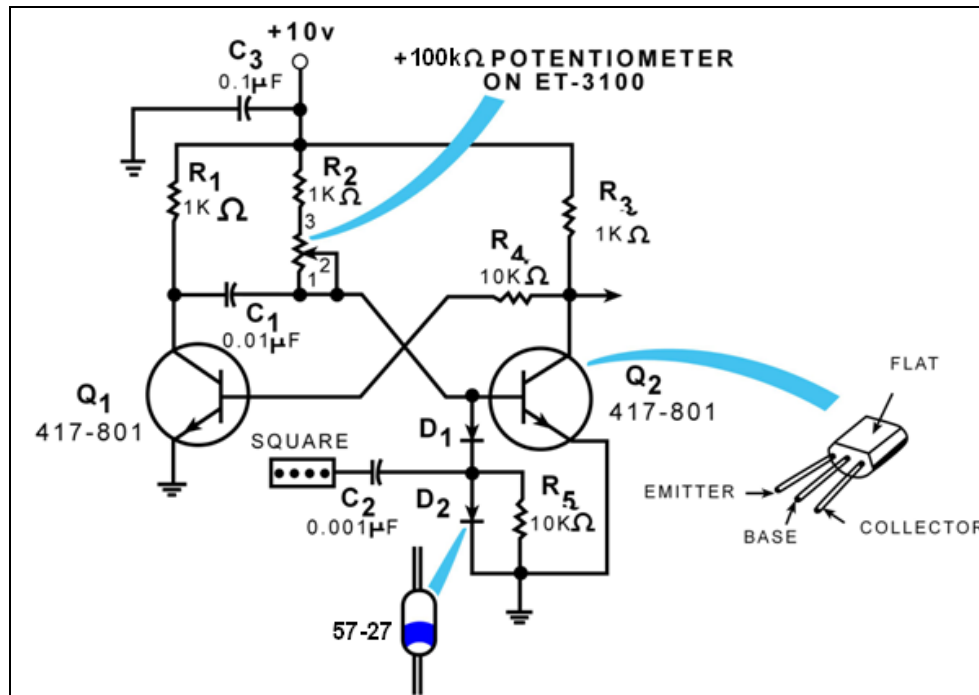 +10v
C3
0.1µF
+100kΩ POTENTIOMETER
ON ET-3100
R1
1K Ω
R2
1K Ω
3
2
1
R3
1KΩ
R4
10KΩ
C1
0.01µF
Q1
417-801
Q2
417-801
FLAT
SQUARE
D1
C2
0.001µF
D2
R5
10KΩ
EMITTER
BASE
COLLECTOR
57-27